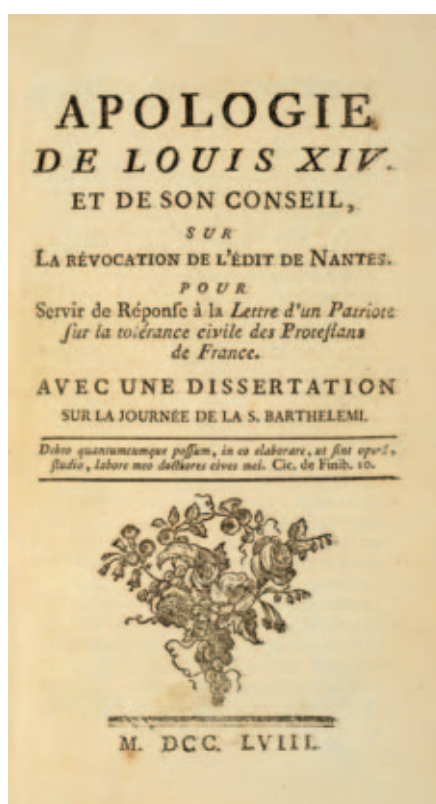 APOLOGIE
DE LOUIS XIV.
ET DE SON CONSEIL,
SUR
LA RÉVOCATION DE L'ÉDIT DE NANTES.
POUR
Servir de Réponſe à la Lettre d'un Patriote
ſur la tolérance civile des Proteſtans
de France.
AVEC UNE DISSERTATION
SUR LA JOURNÉE DE LA S. BARTHELEMI.
Debeo quantumcumque poſſum, in eo elaborare, ut ſint operâ,
ſtudio, labore meo doctiores cives mei. Cic. de Finib. 10.
M. DCC. LVIII.